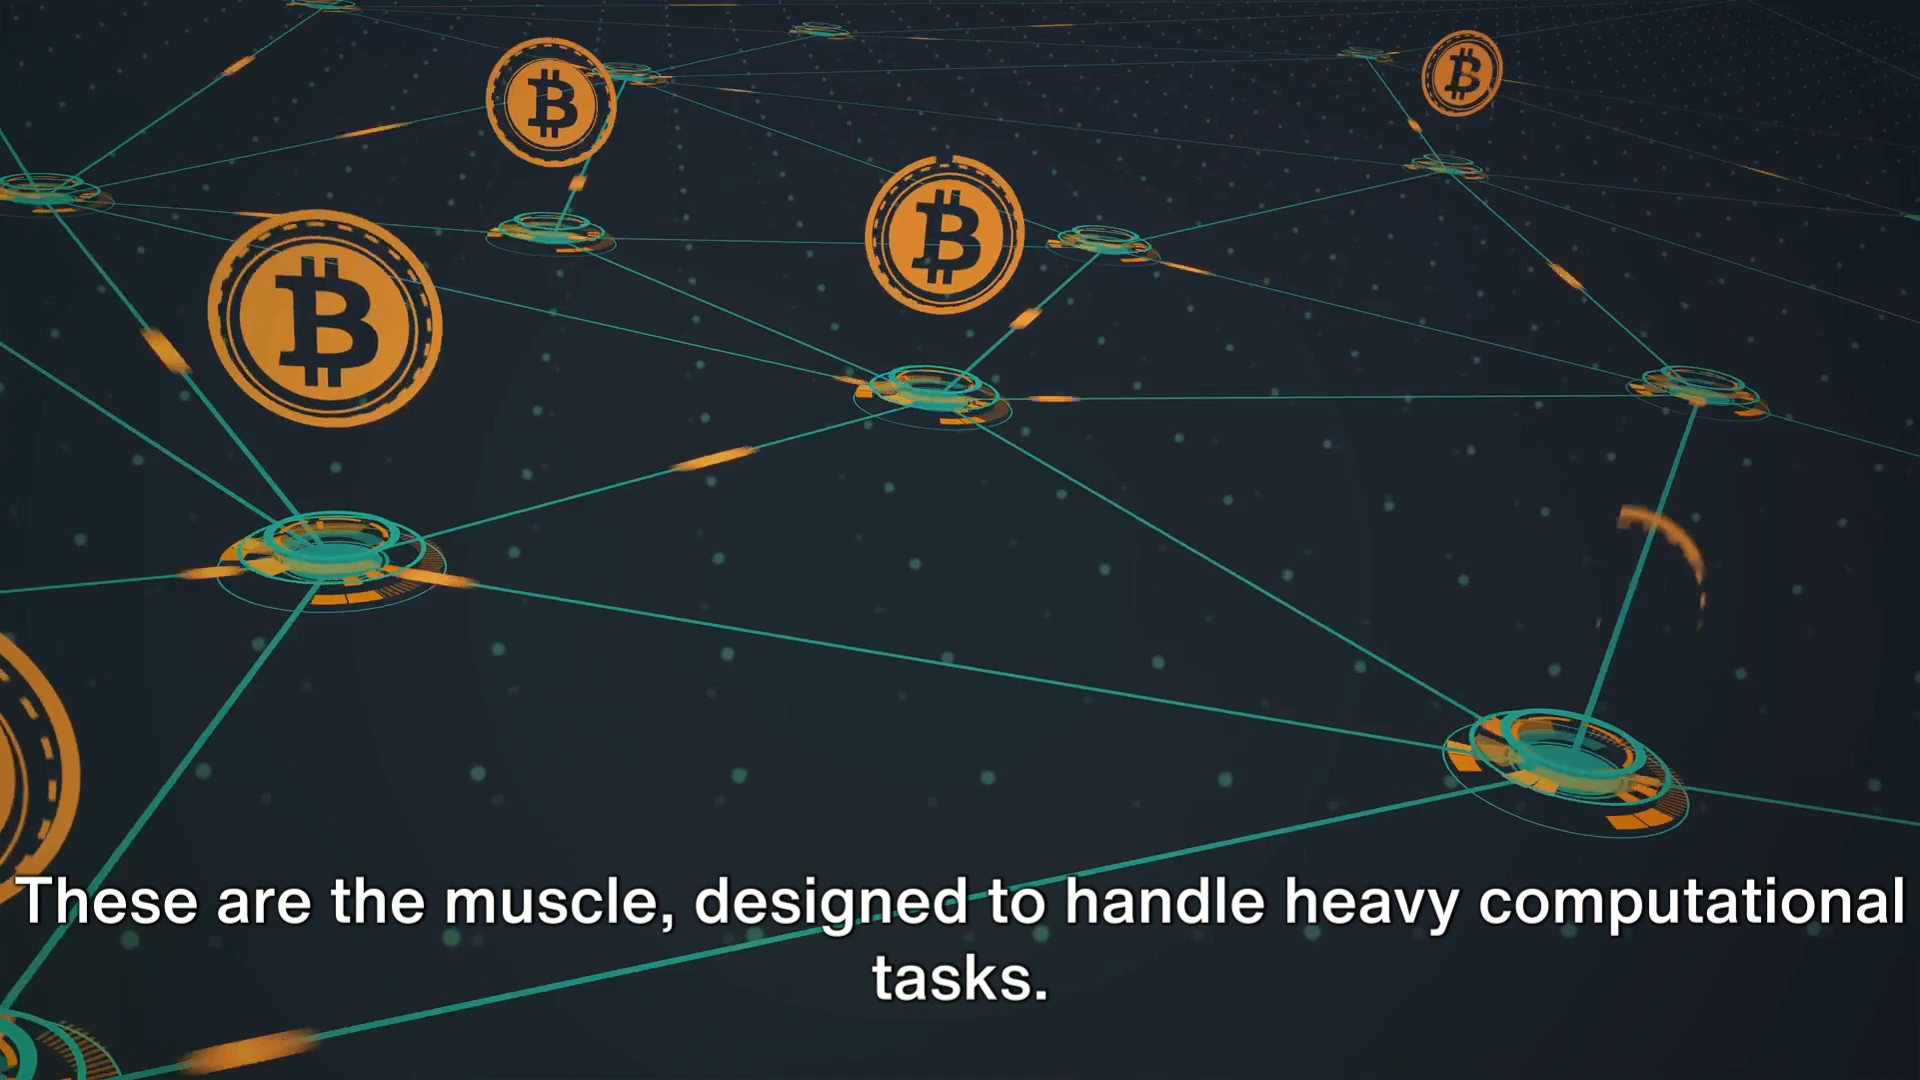 These are the muscle, designed to handle heavy computational
tasks.